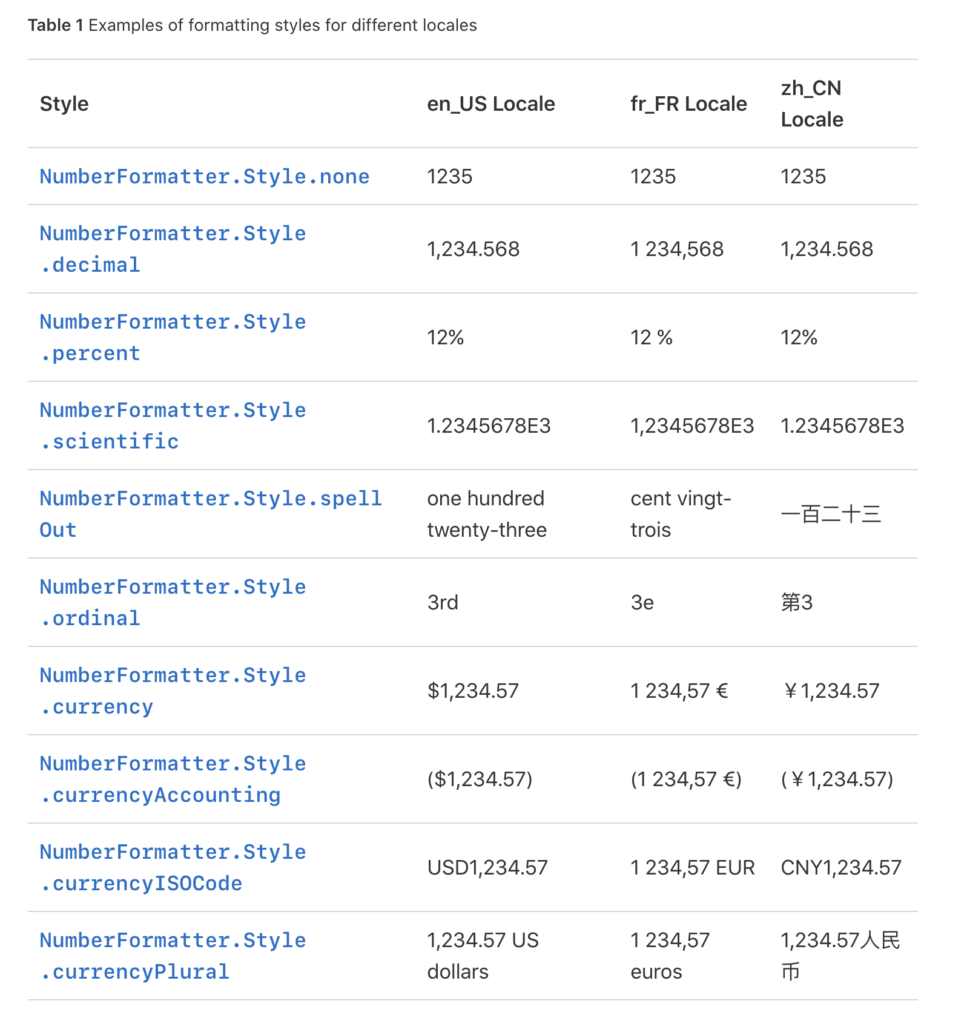 Table 1 Examples of formatting styles for different locales
Style en_US Locale fr_FR Locale zh_CN Locale
NumberFormatter.Style.none 1235 1235 1235
NumberFormatter.Style
.decimal 1,234.568 1 234,568 1,234.568
NumberFormatter.Style
.percent 12% 12 % 12%
NumberFormatter.Style
.scientific 1.2345678E3 1,2345678E3 1.2345678E3
NumberFormatter.Style.spell
Out one hundred
twenty-three cent vingt-
trois 一百二十三
NumberFormatter.Style
.ordinal 3rd 3e 第3
NumberFormatter.Style
.currency $1,234.57 1 234,57 € ￥1,234.57
NumberFormatter.Style
.currencyAccounting ($1,234.57) (1 234,57 €) (￥1,234.57)
NumberFormatter.Style
.currencyISOCode USD1,234.57 1 234,57 EUR CNY1,234.57
NumberFormatter.Style
.currencyPlural 1,234.57 US
dollars 1 234,57
euros 1,234.57人民
币